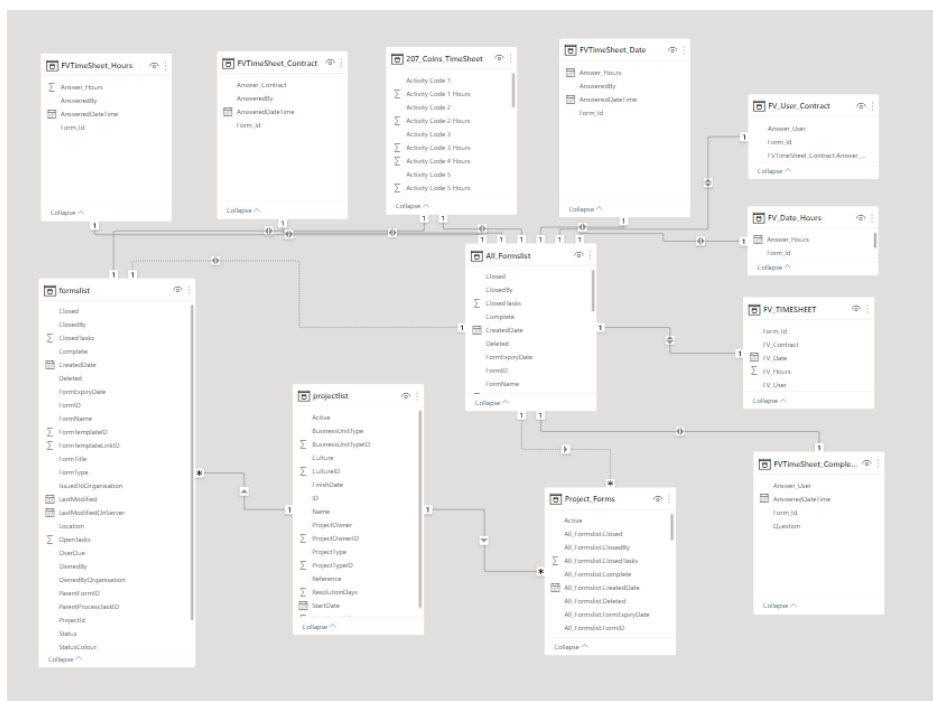 FVTimeSheet_Hours
Answer_Hours
AnsweredBy
AnsweredDateTime
Form_Id
Collapse
FVTimeSheet_Contract
Answer_Contract
AnsweredBy
AnsweredDateTime
Form_Id
Collapse
207_Coins_TimeSheet
Activity Code 1
Activity Code 1 Hours
Activity Code 2
Activity Code 2 Hours
Activity Code 3
Activity Code 3 Hours
Activity Code 4 Hours
Activity Code 5
Activity Code 5 Hours
Collapse
FVTimeSheet_Date
Answer_Hours
AnsweredBy
AnsweredDateTime
Form_Id
Collapse
FV_User_Contract
Answer_User
Form_Id
FVTimeSheet_Contract.Answer_...
Collapse
FV_Date_Hours
Answer_Hours
Form_Id
Collapse
formslist
Closed
ClosedBy
ClosedTasks
Complete
CreatedDate
Deleted
FormExpiryDate
FormID
FormName
FormTemplateID
FormTemplateLinkID
FormTitle
FormType
IssuedToOrganisation
LastModified
LastModifiedOnServer
Location
OpenTasks
OverDue
OwnedBy
OwnedByOrganisation
ParentFormID
ParentProcessTaskID
ProjectId
Status
StatusColour
Collapse
All_Formslist
Closed
ClosedBy
ClosedTasks
Complete
CreatedDate
Deleted
FormExpiryDate
FormID
FormName
Collapse
FV_TIMESHEET
Form_Id
FV_Contract
FV_Date
FV_Hours
FV_User
Collapse
projectlist
Active
BusinessUnitType
BusinessUnitTypeID
Culture
CultureID
FinishDate
ID
Name
ProjectOwner
ProjectOwnerID
ProjectType
ProjectTypeID
Reference
ResolutionDays
StartDate
Collapse
Project_Forms
Active
All_Formslist.Closed
All_Formslist.ClosedBy
All_Formslist.ClosedTasks
All_Formslist.Complete
All_Formslist.CreatedDate
All_Formslist.Deleted
All_Formslist.FormExpiryDate
All_Formslist.FormID
Collapse
FVTimeSheet_Comple...
Answer_User
AnsweredDateTime
Form_Id
Question
Collapse